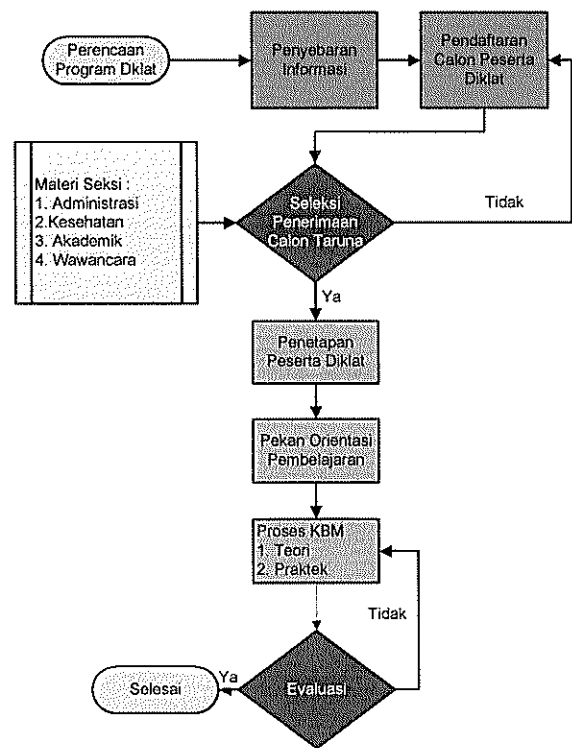 Perencaan
Program Dklat
Penyebaran
Informasi
Pendaftaran
Calon Peserta
Diklat
Materi Seksi :
1. Administrasi
2.Kesehatan
3. Akademik
4. Wawancara
Seleksi
Penerimaan
Calon Taruna
Tidak
Ya
Penetapan
Peserta Diklat
Pekan Orientasi
Pembelajaran
Proses KBM
1. Teori
2. Praktek
Tidak
Evaluasi
Ya
Selesai